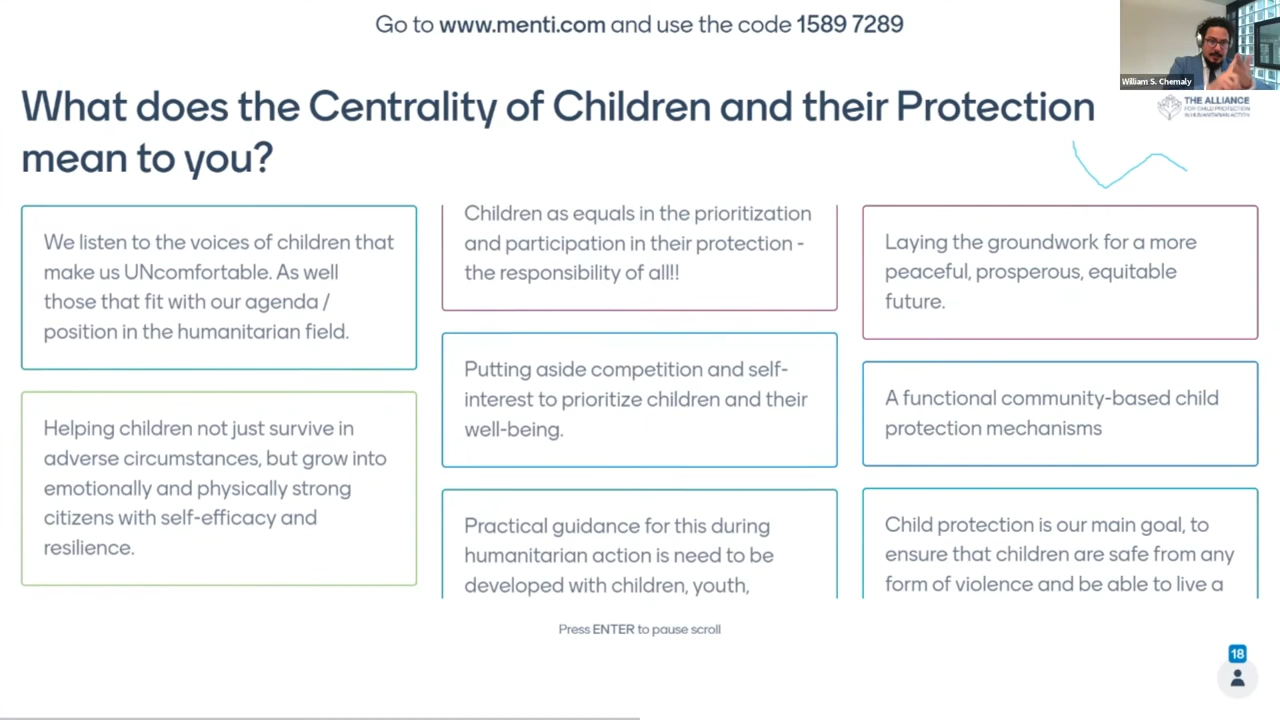 Go to www.menti.com and use the code 1589 7289
William S. Chemaly
What does the Centrality of Children and their Protection
mean to you?
THE ALLIANCE
FOR CHILD PROTECTION
IN HUMANITARIAN ACTION
We listen to the voices of children that
make us UNcomfortable. As well
those that fit with our agenda /
position in the humanitarian field.
Helping children not just survive in
adverse circumstances, but grow into
emotionally and physically strong
citizens with self-efficacy and
resilience.
Children as equals in the prioritization
and participation in their protection -
the responsibility of all!!
Putting aside competition and self-
interest to prioritize children and their
well-being.
Practical guidance for this during
humanitarian action is need to be
developed with children, youth,
Laying the groundwork for a more
peaceful, prosperous, equitable
future.
A functional community-based child
protection mechanisms
Child protection is our main goal, to
ensure that children are safe from any
form of violence and be able to live a
Press ENTER to pause scroll
18